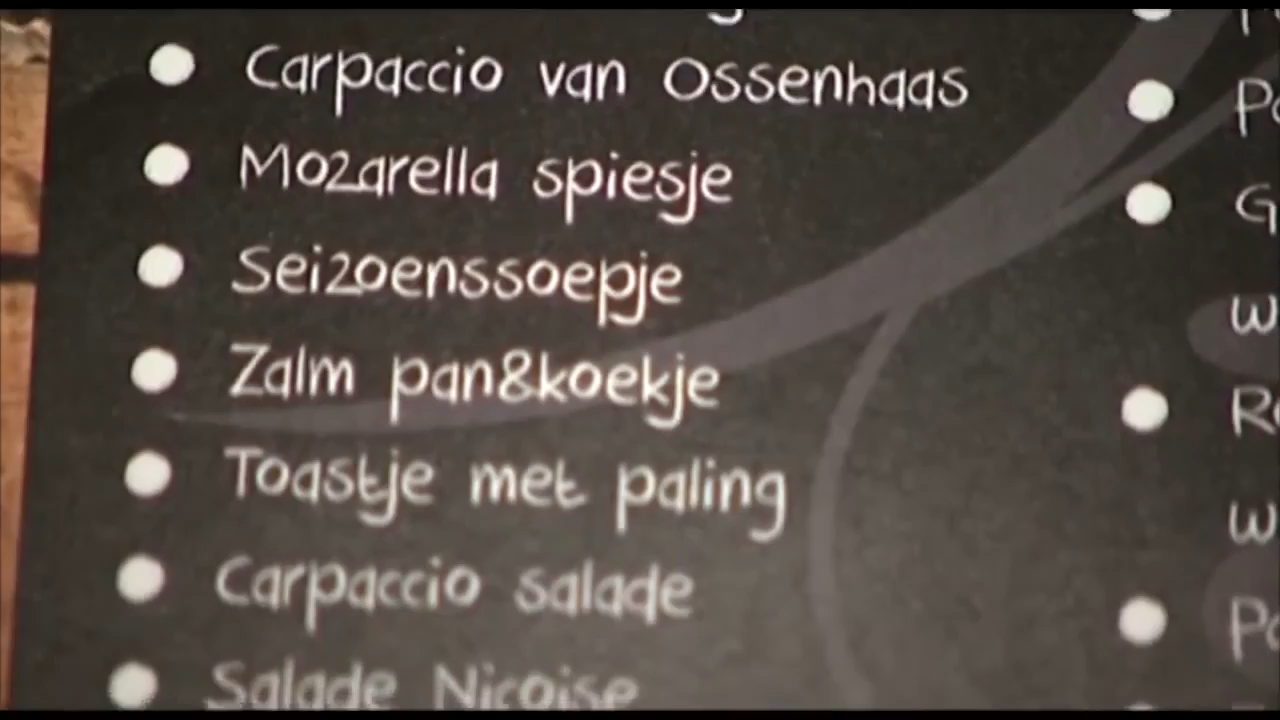 Carpaccio van Ossenhaas
Mozarella spiesje
Seizoenssoepje
Zalm pan&koekje
Toastje met paling
Carpaccio salade
Salade Nicoise